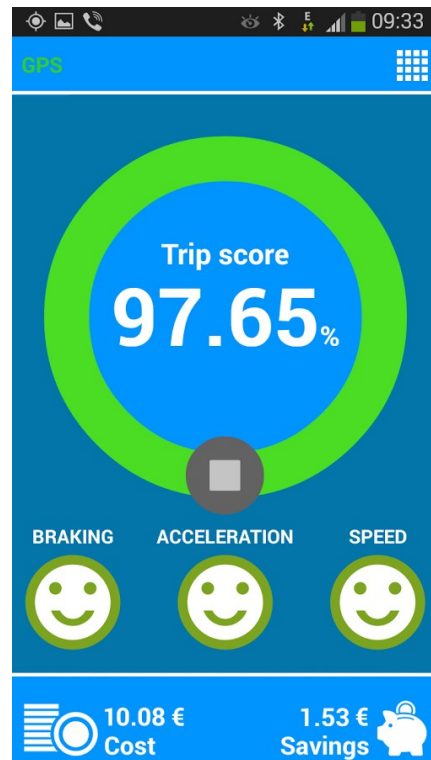 E 09:33
GPS
Trip score
97.65%
BRAKING ACCELERATION SPEED
10.08 € 1.53 €
Cost Savings